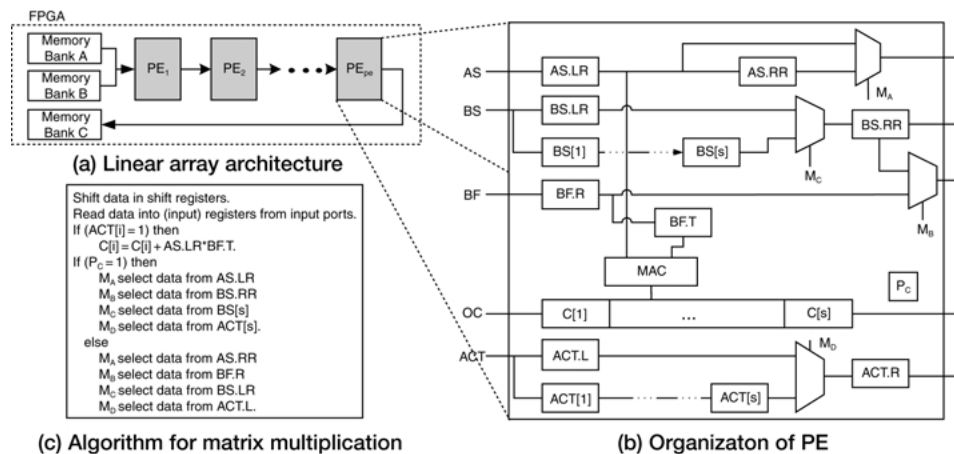 FPGA
Memory
Bank A
Memory
Bank B
Memory
Bank C
PE1
PE2
PEpe
(a) Linear array architecture
Shift data in shift registers.
Read data into (input) registers from input ports.
If (ACT[i] = 1) then
C[i] = C[i] + AS.LR*BF.T.
If (PC = 1) then
MA select data from AS.LR
MB select data from BS.RR
MC select data from BS[s]
MD select data from ACT[s].
else
MA select data from AS.RR
MB select data from BF.R
MC select data from BS.LR
MD select data from ACT.L.
(c) Algorithm for matrix multiplication
AS
AS.LR
AS.RR
MA
BS
BS.LR
BS.RR
BS[1]
BS[s]
MC
BF
BF.R
BF.T
MB
MAC
PC
OC
C[1]
...
C[s]
ACT
ACT.L
MD
ACT.R
ACT[1]
ACT[s]
(b) Organizaton of PE